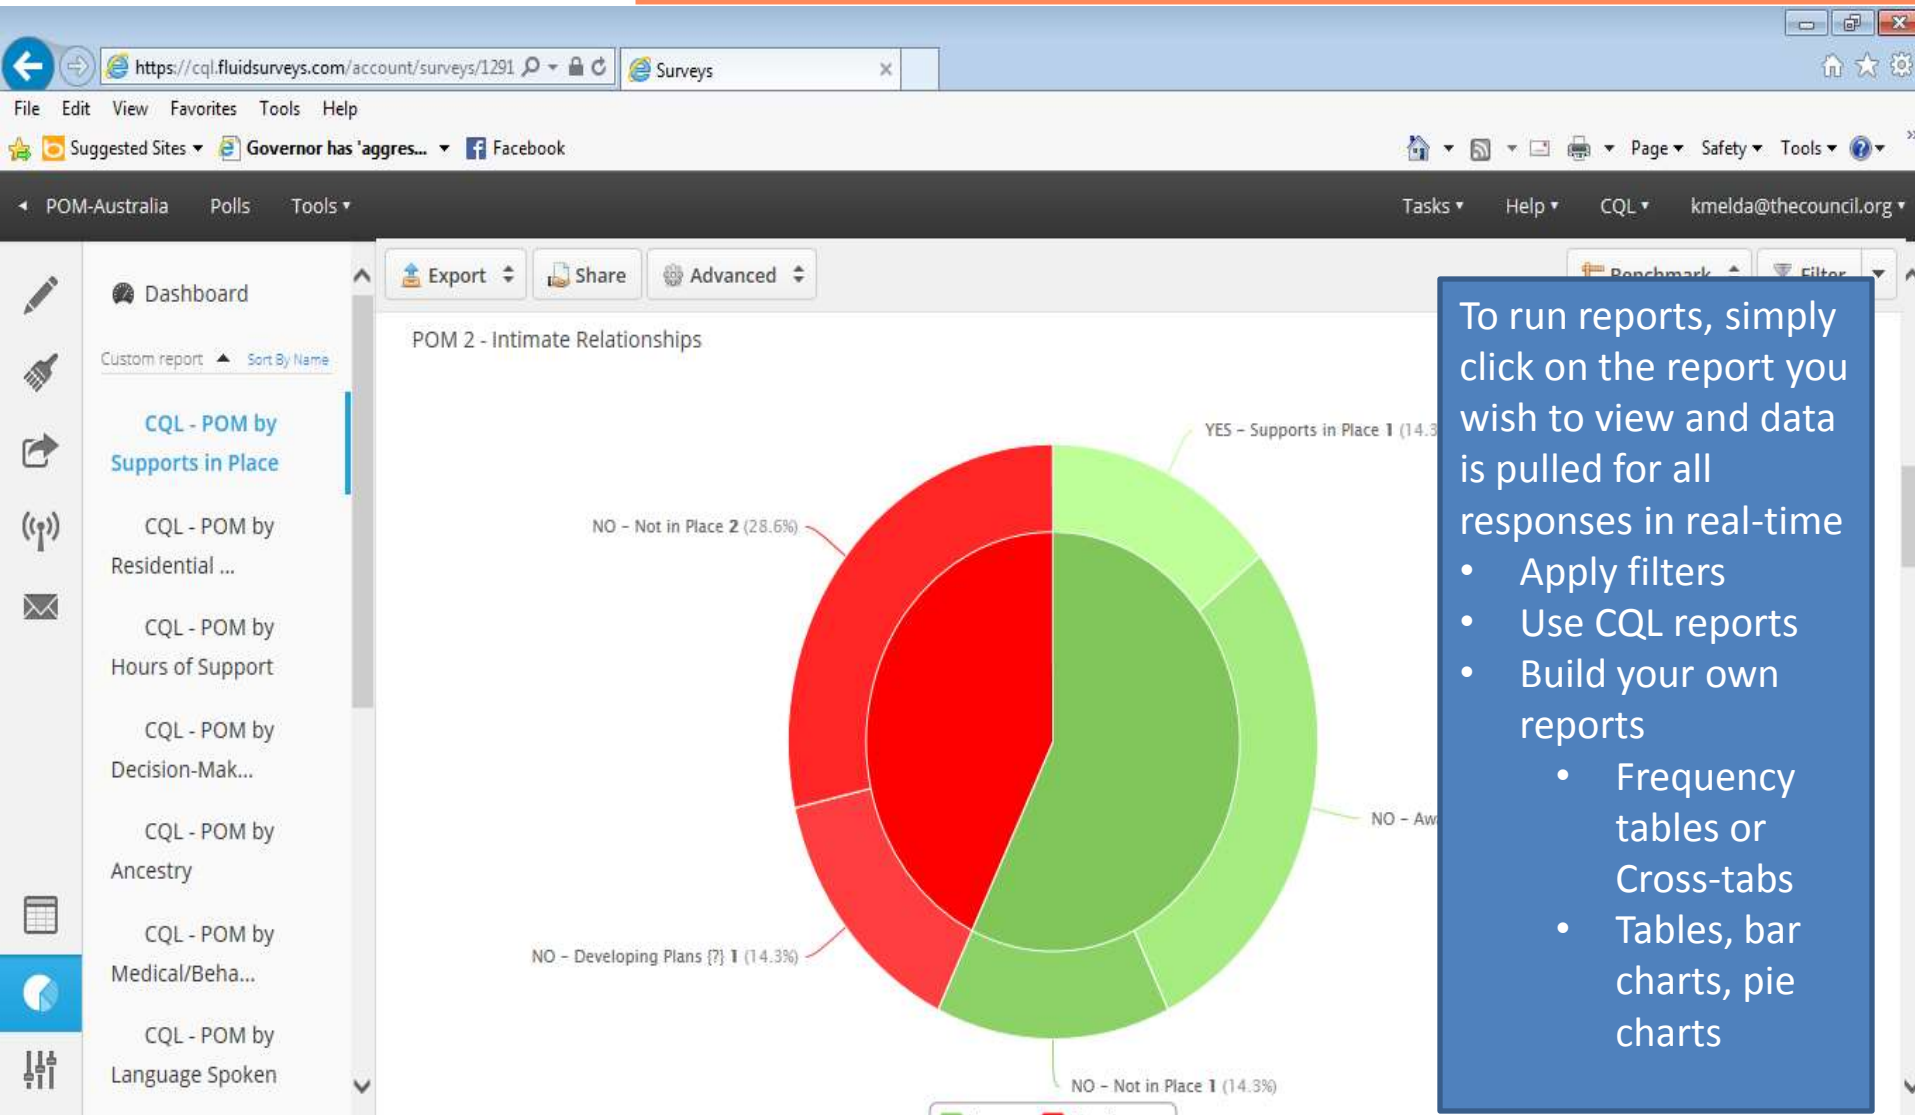 https://cql.fluidsurveys.com/account/surveys/1291
Surveys
File Edit View Favorites Tools Help
Suggested Sites Governor has 'aggres... Facebook
Page Safety Tools
POM-Australia Polls Tools
Tasks Help CQL kmelda@thecouncil.org
Dashboard
Custom report Sort By Name
CQL - POM by
Supports in Place
CQL - POM by
Residential ...
CQL - POM by
Hours of Support
CQL - POM by
Decision-Mak...
CQL - POM by
Ancestry
CQL - POM by
Medical/Beha...
CQL - POM by
Language Spoken
Export Share Advanced
Benchmark Filter
POM 2 - Intimate Relationships
YES - Supports in Place 1 (14.3
NO - Not in Place 2 (28.6%)
NO - Aw
NO - Developing Plans {?} 1 (14.3%)
NO - Not in Place 1 (14.3%)
To run reports, simply
click on the report you
wish to view and data
is pulled for all
responses in real-time
• Apply filters
• Use CQL reports
• Build your own
reports
• Frequency
tables or
Cross-tabs
• Tables, bar
charts, pie
charts